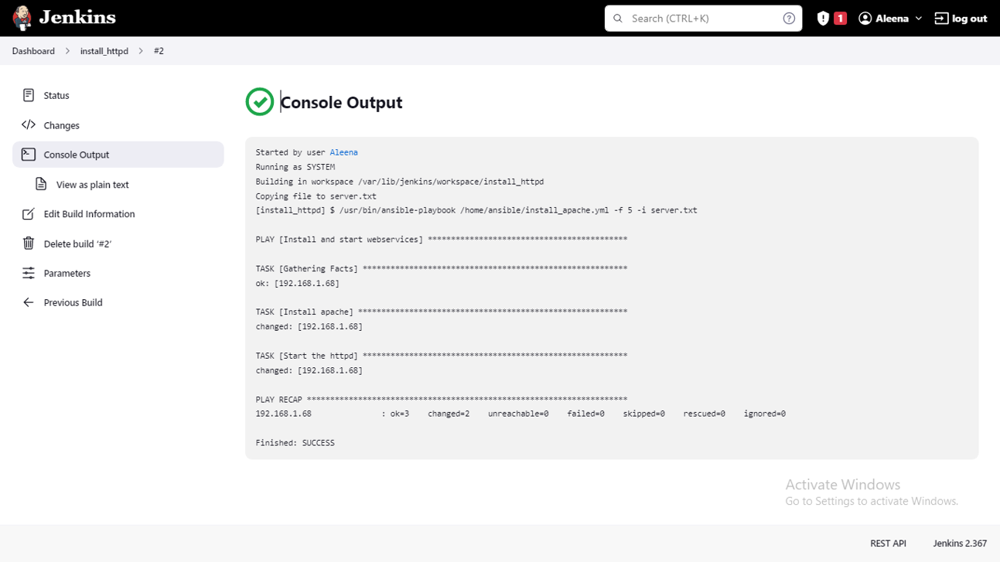 Jenkins
Search (CTRL+K)
1
Aleena
log out
Dashboard > install_httpd > #2
Status
Changes
Console Output
View as plain text
Edit Build Information
Delete build ‘#2’
Parameters
Previous Build
Console Output
Started by user Aleena
Running as SYSTEM
Building in workspace /var/lib/jenkins/workspace/install_httpd
Copying file to server.txt
[install_httpd] $ /usr/bin/ansible-playbook /home/ansible/install_apache.yml -f 5 -i server.txt
PLAY [Install and start webservices] *******************************************
TASK [Gathering Facts] *********************************************************
ok: [192.168.1.68]
TASK [Install apache] **********************************************************
changed: [192.168.1.68]
TASK [Start the httpd] *********************************************************
changed: [192.168.1.68]
PLAY RECAP *********************************************************************
192.168.1.68               : ok=3    changed=2    unreachable=0    failed=0    skipped=0    rescued=0    ignored=0
Finished: SUCCESS
Activate Windows
Go to Settings to activate Windows.
REST API
Jenkins 2.367